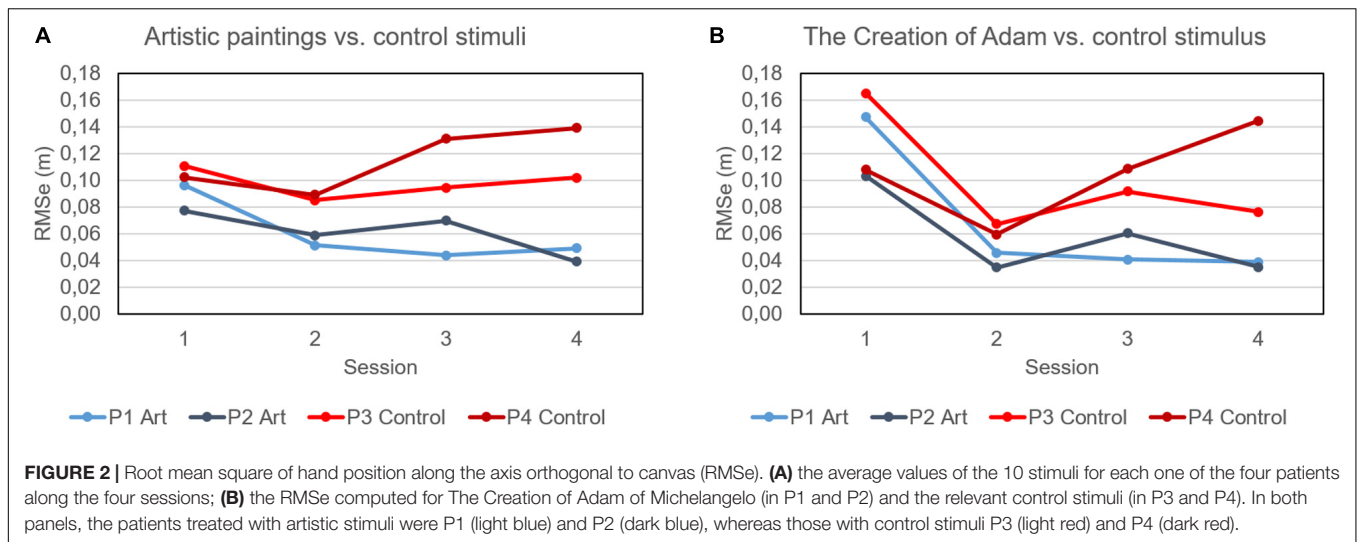 A
Artistic paintings vs. control stimuli
0,18
0,16
0,14
0,12
0,10
0,08
0,06
0,04
0,02
0,00
RMSe (m)
1 2 3 4
Session
P1 Art P2 Art P3 Control P4 Control
B
The Creation of Adam vs. control stimulus
0,18
0,16
0,14
0,12
0,10
0,08
0,06
0,04
0,02
0,00
RMSe (m)
1 2 3 4
Session
P1 Art P2 Art P3 Control P4 Control
FIGURE 2 | Root mean square of hand position along the axis orthogonal to canvas (RMSe). (A) the average values of the 10 stimuli for each one of the four patients
along the four sessions; (B) the RMSe computed for The Creation of Adam of Michelangelo (in P1 and P2) and the relevant control stimuli (in P3 and P4). In both
panels, the patients treated with artistic stimuli were P1 (light blue) and P2 (dark blue), whereas those with control stimuli P3 (light red) and P4 (dark red).